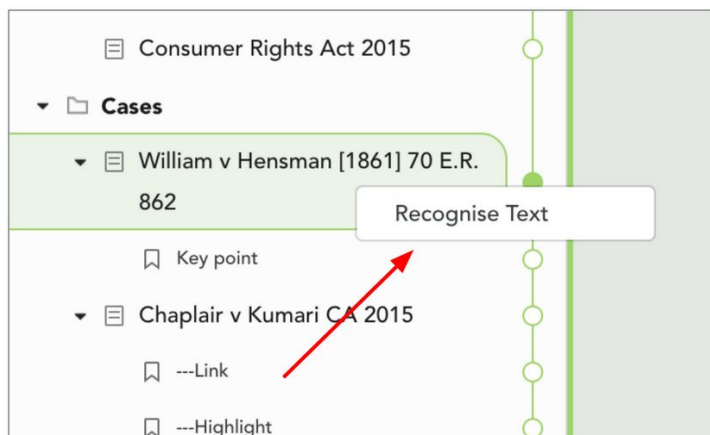 Consumer Rights Act 2015
Cases
William v Hensman [1861] 70 E.R.
862
Recognise Text
Key point
Chaplair v Kumari CA 2015
---Link
---Highlight